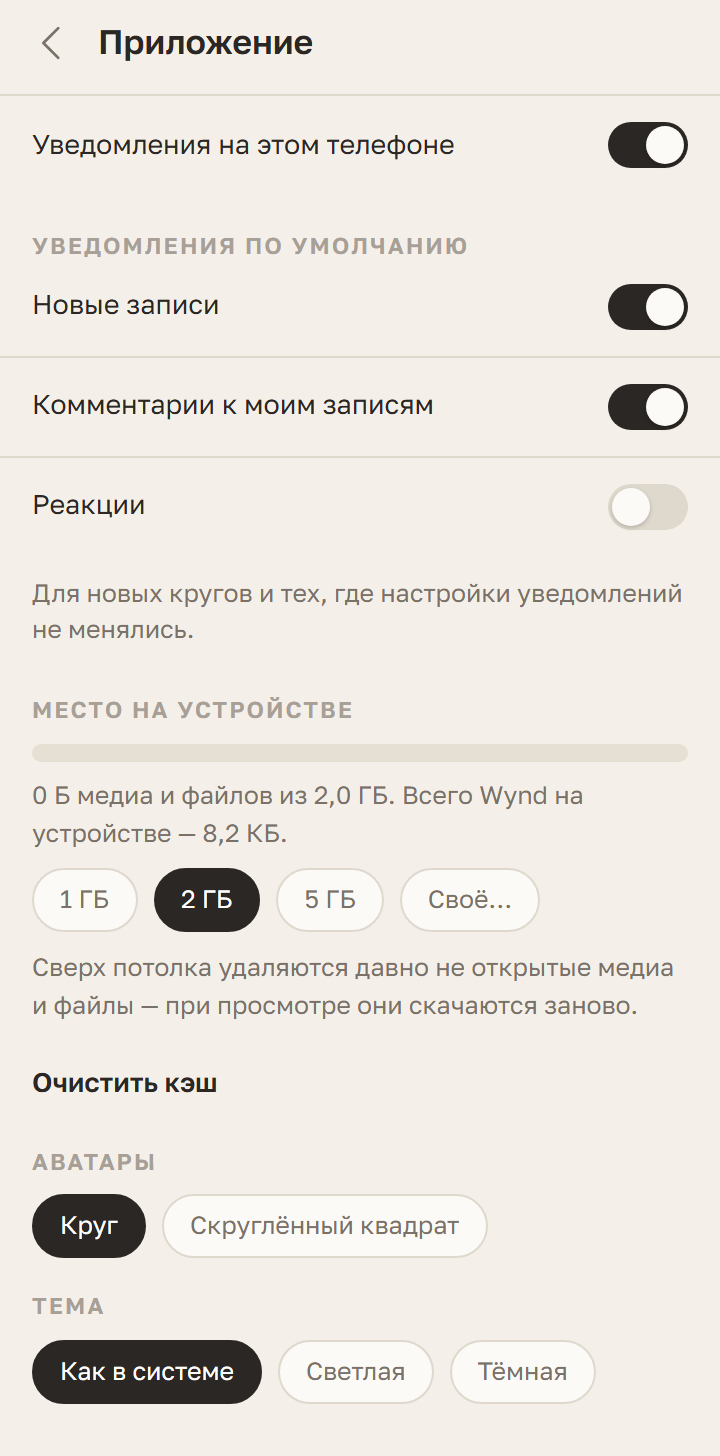 Приложение
Уведомления на этом телефоне
УВЕДОМЛЕНИЯ ПО УМОЛЧАНИЮ
Новые записи
Комментарии к моим записям
Реакции
Для новых кругов и тех, где настройки уведомлений
не менялись.
МЕСТО НА УСТРОЙСТВЕ
0 Б медиа и файлов из 2,0 ГБ. Всего Wynd на
устройстве — 8,2 КБ.
1 ГБ 2 ГБ 5 ГБ Своё...
Сверх потолка удаляются давно не открытые медиа
и файлы — при просмотре они скачаются заново.
Очистить кэш
АВАТАРЫ
Круг Скруглённый квадрат
ТЕМА
Как в системе Светлая Тёмная